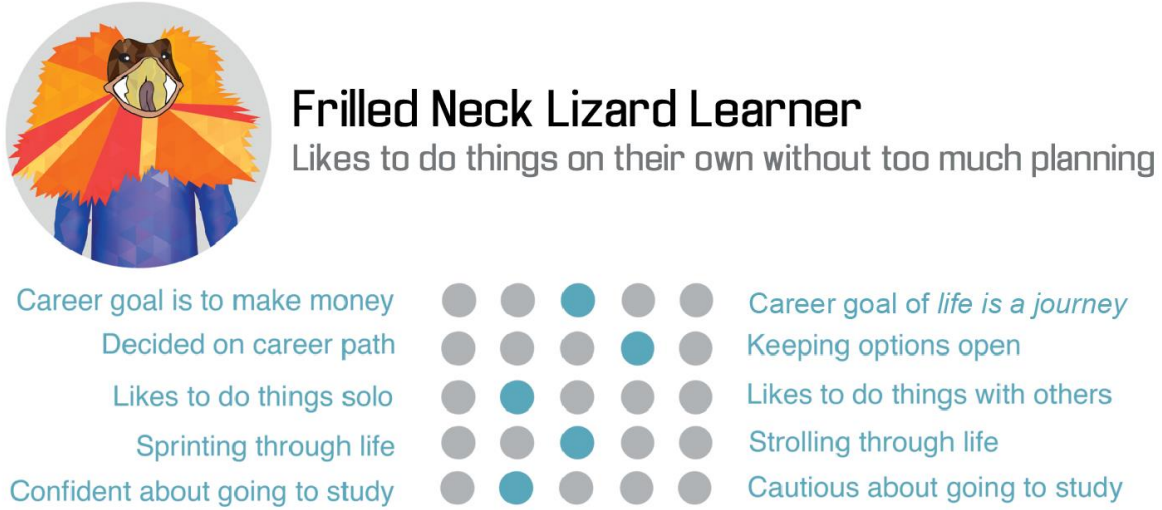 Frilled Neck Lizard Learner
Likes to do things on their own without too much planning
Career goal is to make money Career goal of life is a journey
Decided on career path Keeping options open
Likes to do things solo Likes to do things with others
Sprinting through life Strolling through life
Confident about going to study Cautious about going to study